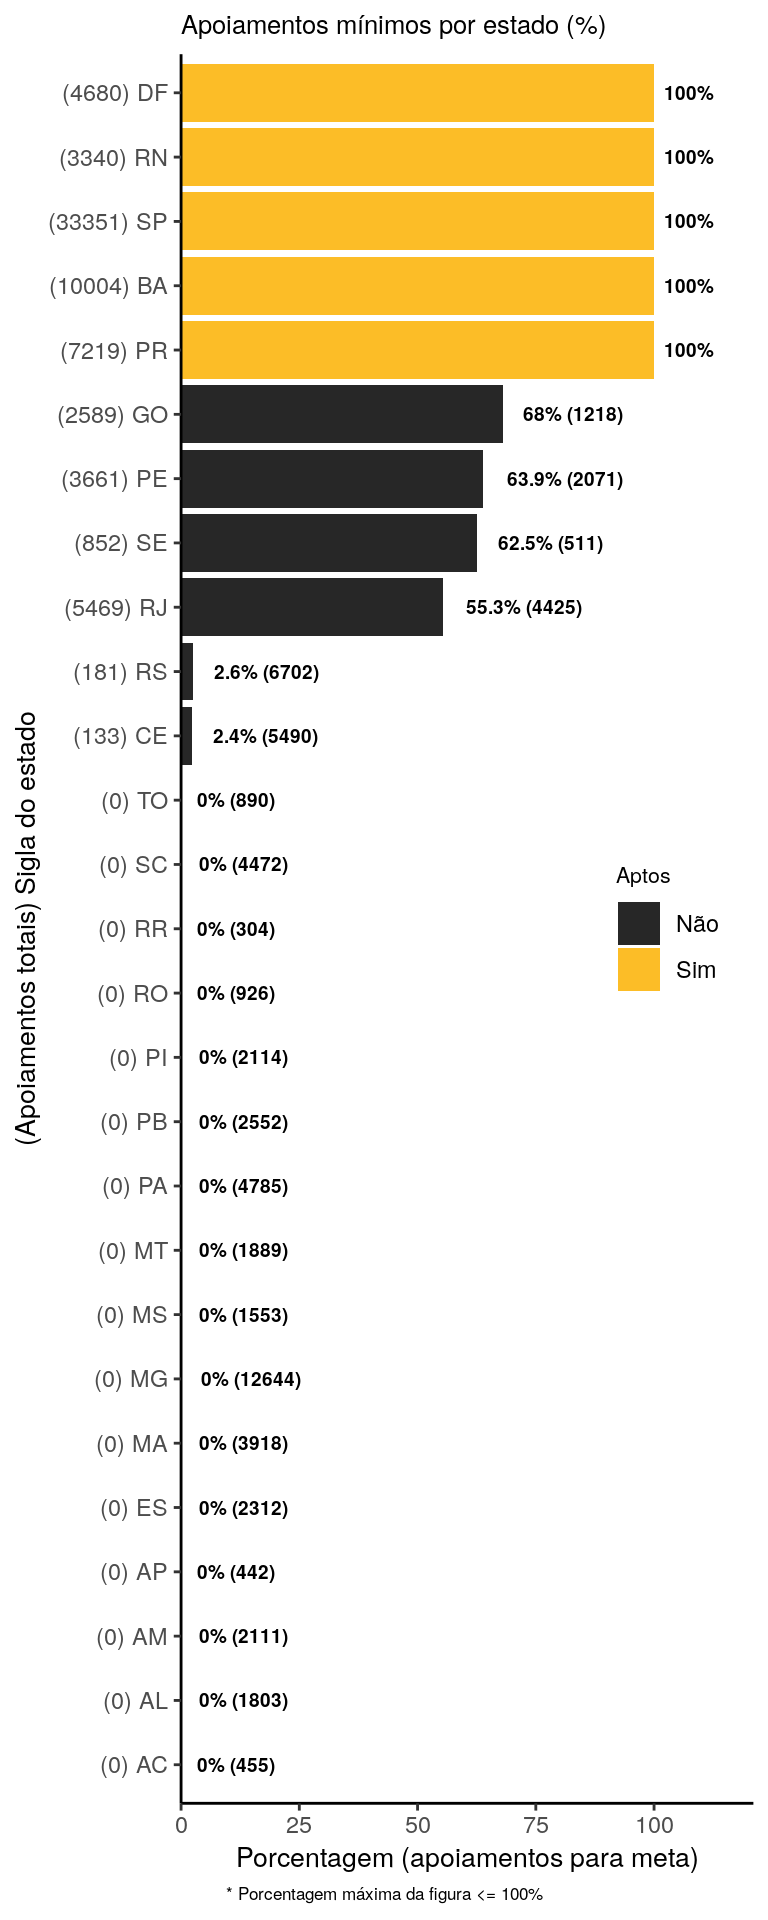 Apoiamentos mínimos por estado (%)
(4680) DF 100%
(3340) RN 100%
(33351) SP 100%
(10004) BA 100%
(7219) PR 100%
(2589) GO 68% (1218)
(3661) PE 63.9% (2071)
(852) SE 62.5% (511)
(5469) RJ 55.3% (4425)
(181) RS 2.6% (6702)
(133) CE 2.4% (5490)
(0) TO 0% (890)
(0) SC 0% (4472)
(0) RR 0% (304)
(0) RO 0% (926)
(0) PI 0% (2114)
(0) PB 0% (2552)
(0) PA 0% (4785)
(0) MT 0% (1889)
(0) MS 0% (1553)
(0) MG 0% (12644)
(0) MA 0% (3918)
(0) ES 0% (2312)
(0) AP 0% (442)
(0) AM 0% (2111)
(0) AL 0% (1803)
(0) AC 0% (455)
(Apoiamentos totais) Sigla do estado
Aptos
Não
Sim
0 25 50 75 100
Porcentagem (apoiamentos para meta)
* Porcentagem máxima da figura <= 100%